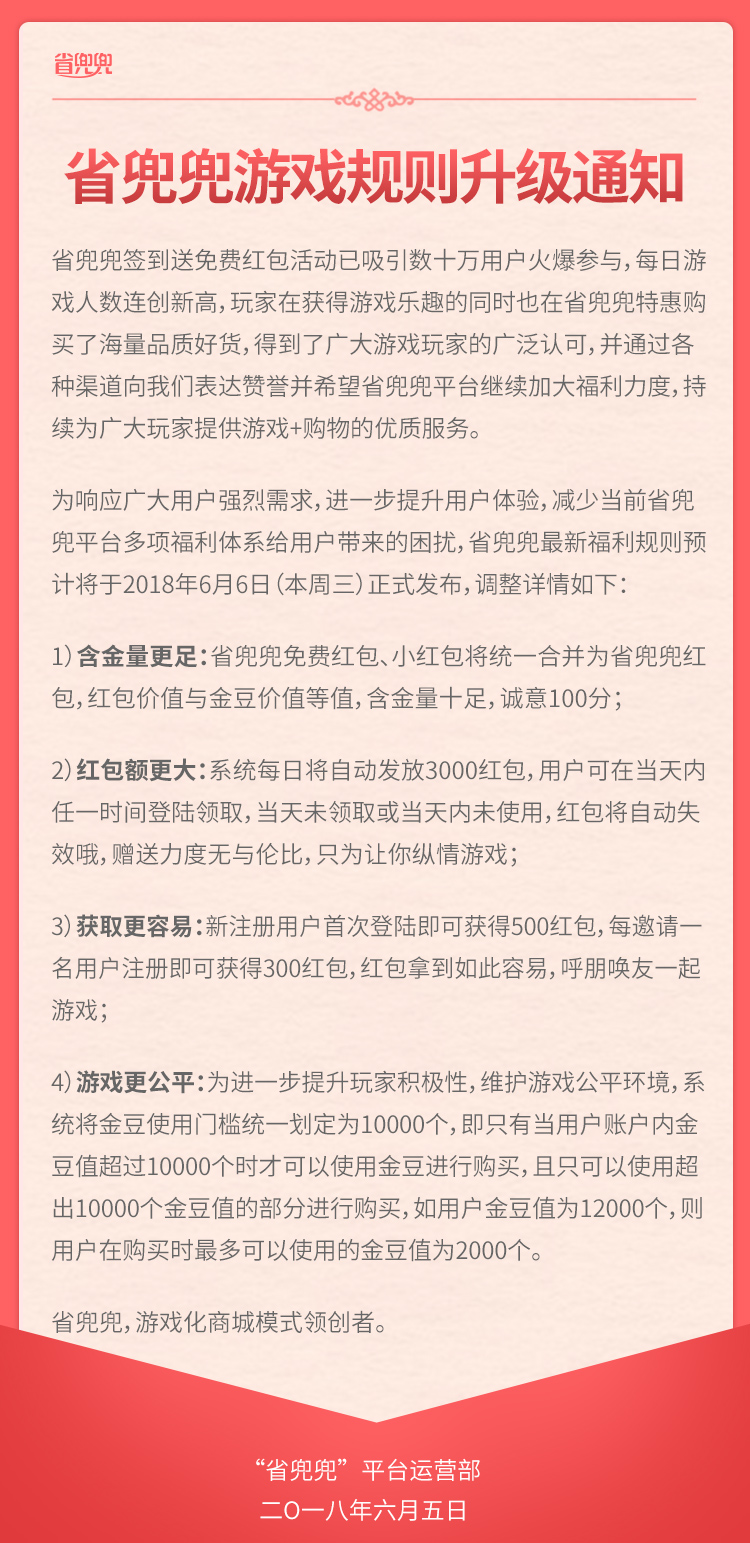 省兜兜
省兜兜游戏规则升级通知
省兜兜签到送免费红包活动已吸引数十万用户火爆参与，每日游
戏人数连创新高，玩家在获得游戏乐趣的同时也在省兜兜特惠购
买了海量品质好货，得到了广大游戏玩家的广泛认可，并通过各
种渠道向我们表达赞誉并希望省兜兜平台继续加大福利力度，持
续为广大玩家提供游戏+购物的优质服务。
为响应广大用户强烈需求，进一步提升用户体验，减少当前省兜
兜平台多项福利体系给用户带来的困扰，省兜兜最新福利规则预
计将于2018年6月6日（本周三）正式发布，调整详情如下：
1）含金量更足：省兜兜免费红包、小红包将统一合并为省兜兜红
包，红包价值与金豆价值等值，含金量十足，诚意100分；
2）红包额更大：系统每日将自动发放3000红包，用户可在当天内
任一时间登陆领取，当天未领取或当天内未使用，红包将自动失
效哦，赠送力度无与伦比，只为让你纵情游戏；
3）获取更容易：新注册用户首次登陆即可获得500红包，每邀请一
名用户注册即可获得300红包，红包拿到如此容易，呼朋唤友一起
游戏；
4）游戏更公平：为进一步提升玩家积极性，维护游戏公平环境，系
统将金豆使用门槛统一划定为10000个，即只有当用户账户内金
豆值超过10000个时才可以使用金豆进行购买，且只可以使用超
出10000个金豆值的部分进行购买，如用户金豆值为12000个，则
用户在购买时最多可以使用的金豆值为2000个。
省兜兜，游戏化商城模式领创者。
“省兜兜”平台运营部
二O一八年六月五日